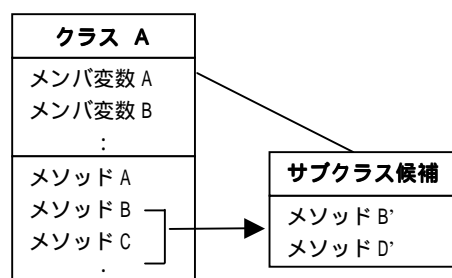 クラス A
メンバ変数 A
メンバ変数 B
:
メソッド A
メソッド B
メソッド C
.
サブクラス候補
メソッド B’
メソッド D’